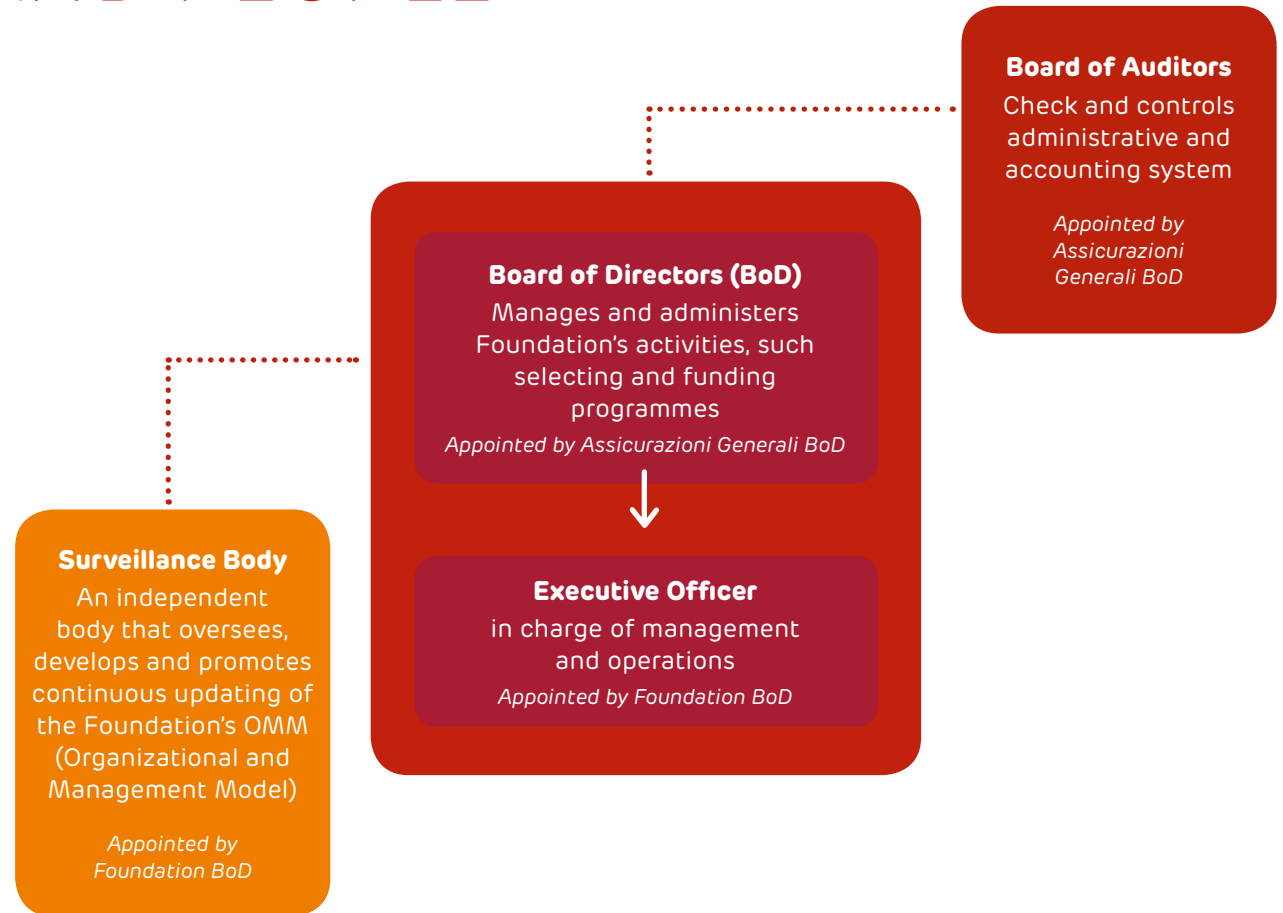 Board of Auditors
Check and controls
administrative and
accounting system
Appointed by
Assicurazioni
Generali BoD
Board of Directors (BoD)
Manages and administers
Foundation's activities, such
selecting and funding
programmes
Appointed by Assicurazioni Generali BoD
Executive Officer
in charge of management
and operations
Appointed by Foundation BoD
Surveillance Body
An independent
body that oversees,
develops and promotes
continuous updating of
the Foundation's OMM
(Organizational and
Management Model)
Appointed by
Foundation BoD